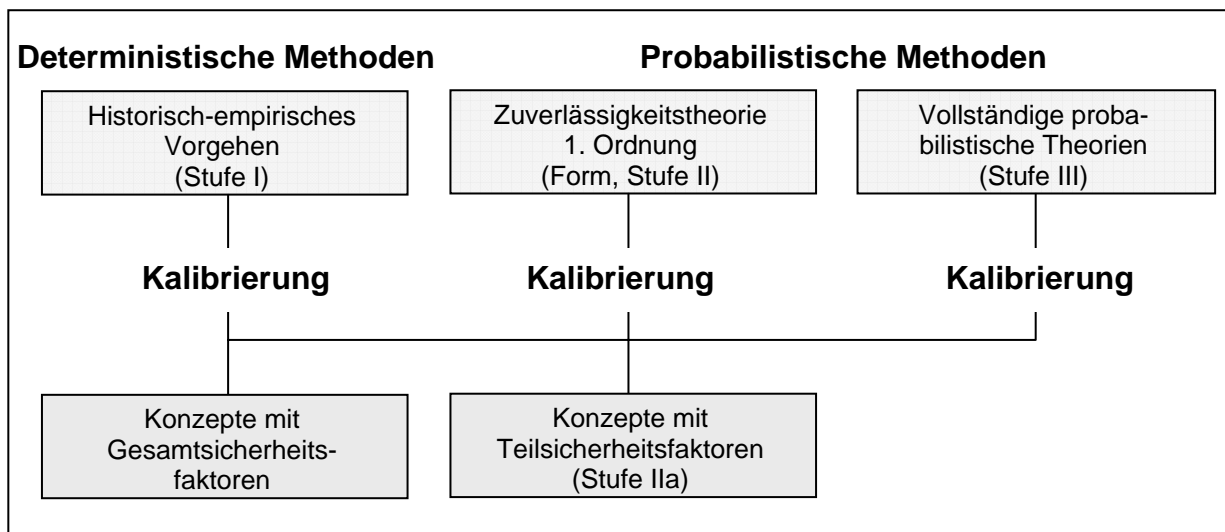 Deterministische Methoden
Probabilistische Methoden
Historisch-empirisches
Vorgehen
(Stufe I)
Zuverlässigkeitstheorie
1. Ordnung
(Form, Stufe II)
Vollständige proba-
bilistische Theorien
(Stufe III)
Kalibrierung
Kalibrierung
Kalibrierung
Konzepte mit
Gesamtsicherheits-
faktoren
Konzepte mit
Teilsicherheitsfaktoren
(Stufe IIa)